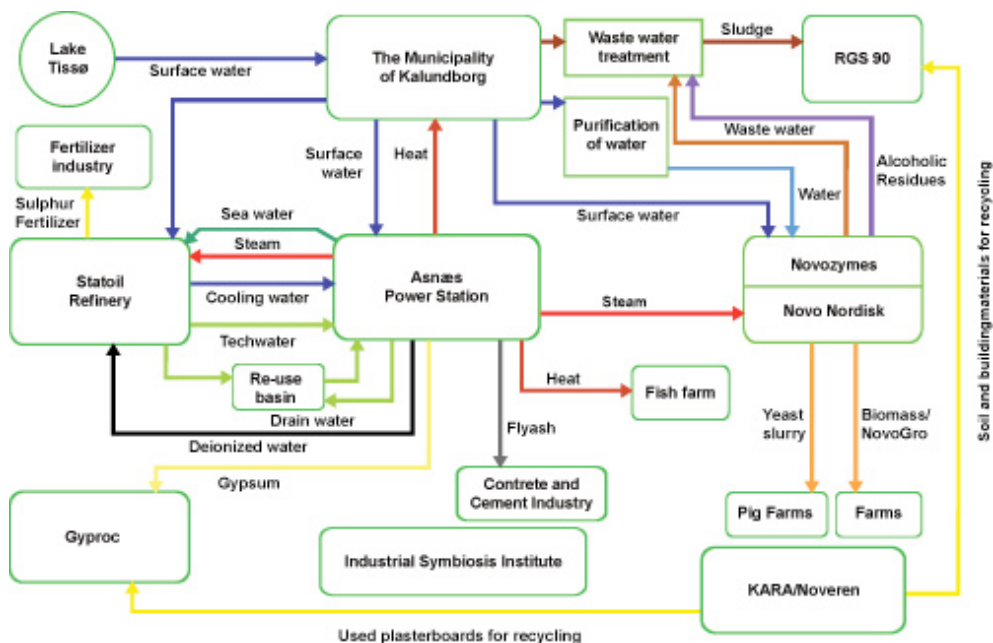 Lake
Tissø
Surface water
The Municipality
of Kalundborg
Waste water
treatment
Sludge
RGS 90
Fertilizer
industry
Surface
water
Heat
Purification
of water
Waste water
Alcoholic
Residues
Sulphur
Fertilizer
Sea water
Surface water
Water
Steam
Statoil
Refinery
Cooling water
Asnæs
Power Station
Steam
Novozymes
Novo Nordisk
Techwater
Re-use
basin
Drain water
Deionized water
Heat
Fish farm
Flyash
Yeast
slurry
Biomass/
NovoGro
Gypsum
Contrete and
Cement Industry
Pig Farms
Farms
Gyproc
Industrial Symbiosis Institute
KARA/Noveren
Used plasterboards for recycling
Soil and buildingmaterials for recycling